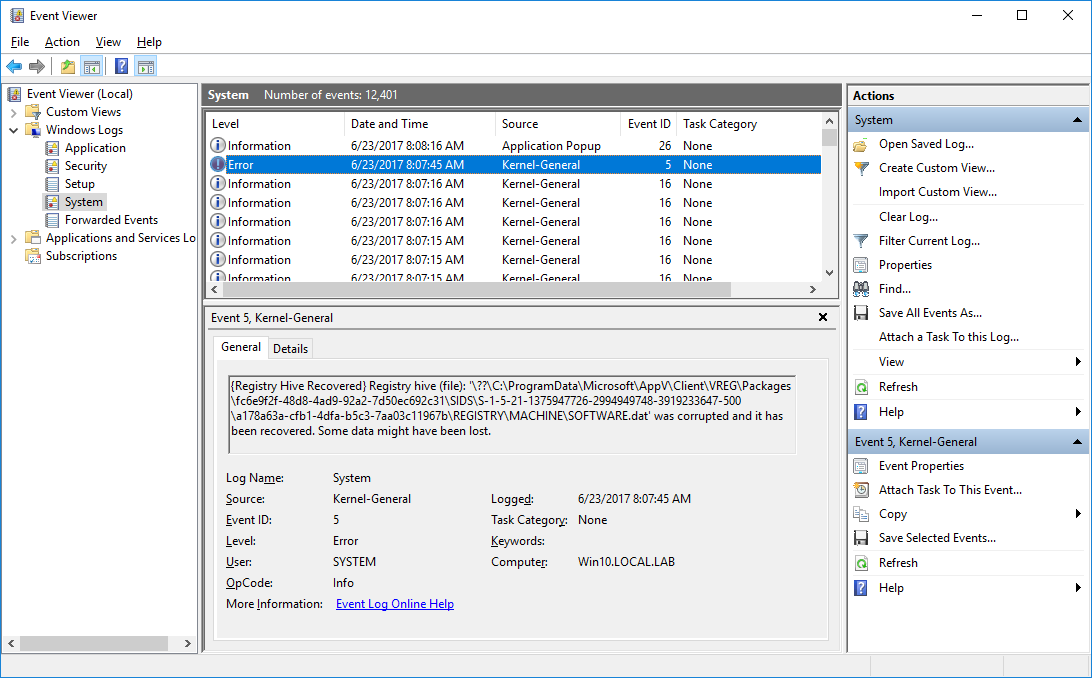 Event Viewer
File Action View Help
Event Viewer (Local)
Custom Views
Windows Logs
Application
Security
Setup
System
Forwarded Events
Applications and Services Lo
Subscriptions
System Number of events: 12,401
Level Date and Time Source Event ID Task Category
Information 6/23/2017 8:08:16 AM Application Popup 26 None
Error 6/23/2017 8:07:45 AM Kernel-General 5 None
Information 6/23/2017 8:07:16 AM Kernel-General 16 None
Information 6/23/2017 8:07:16 AM Kernel-General 16 None
Information 6/23/2017 8:07:16 AM Kernel-General 16 None
Information 6/23/2017 8:07:15 AM Kernel-General 16 None
Information 6/23/2017 8:07:15 AM Kernel-General 16 None
Information 6/23/2017 8:07:15 AM Kernel-General 16 None
Event 5, Kernel-General
General Details
{Registry Hive Recovered} Registry hive (file): '\??\C:\ProgramData\Microsoft\AppV\Client\VREG\Packages
\fc6e9f2f-48d8-4ad9-92a2-7d50ec692c31\SIDS\S-1-5-21-1375947726-2994949748-3919233647-500
\a178a63a-cfb1-4dfa-b5c3-7aa03c11967b\REGISTRY\MACHINE\SOFTWARE.dat' was corrupted and it has
been recovered. Some data might have been lost.
Log Name: System
Source: Kernel-General Logged: 6/23/2017 8:07:45 AM
Event ID: 5 Task Category: None
Level: Error Keywords:
User: SYSTEM Computer: Win10.LOCAL.LAB
OpCode: Info
More Information: Event Log Online Help
Actions
System
Open Saved Log...
Create Custom View...
Import Custom View...
Clear Log...
Filter Current Log...
Properties
Find...
Save All Events As...
Attach a Task To this Log...
View
Refresh
Help
Event 5, Kernel-General
Event Properties
Attach Task To This Event...
Copy
Save Selected Events...
Refresh
Help